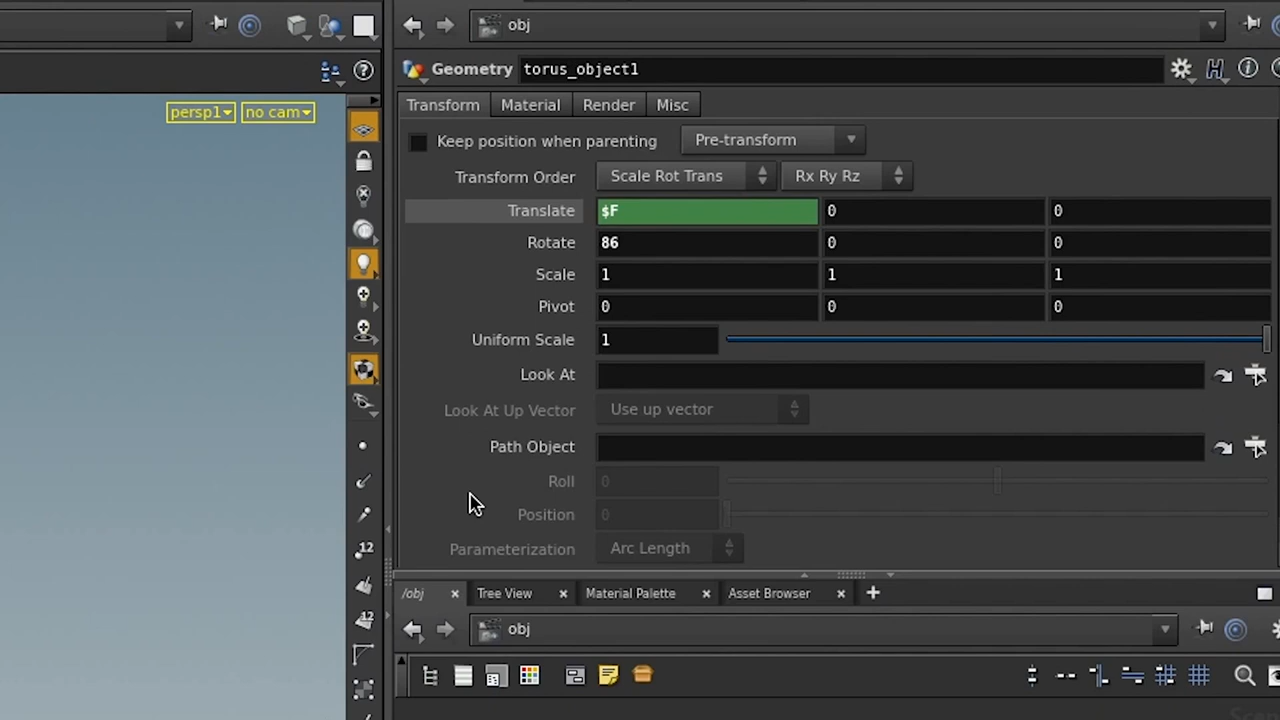 obj
Geometry torus_object1
persp1 no cam
Transform Material Render Misc
Keep position when parenting Pre-transform
Transform Order Scale Rot Trans Rx Ry Rz
Translate $F 0 0
Rotate 86 0 0
Scale 1 1 1
Pivot 0 0 0
Uniform Scale 1
Look At
Look At Up Vector Use up vector
Path Object
Roll 0
Position 0
Parameterization Arc Length
12
/obj Tree View Material Palette Asset Browser
12
obj